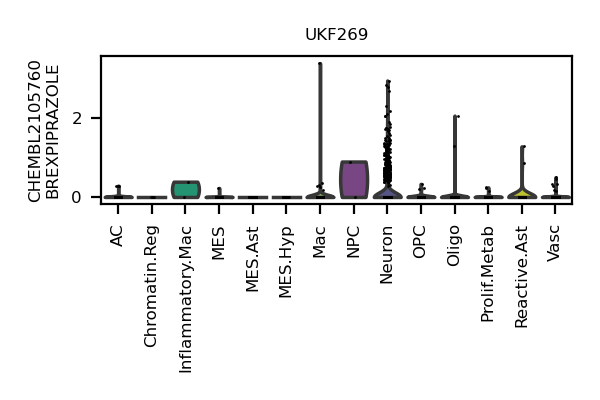 UKF269
CHEMBL2105760
BREXPIPRAZOLE
2
0
AC
Chromatin.Reg
Inflammatory.Mac
MES
MES.Ast
MES.Hyp
Mac
NPC
Neuron
OPC
Oligo
Prolif.Metab
Reactive.Ast
Vasc